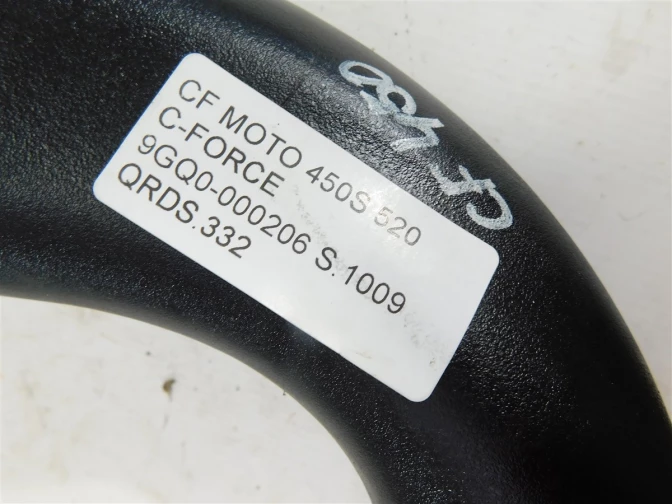 CF MOTO 450S 520
C-FORCE
9GQ0-000206 S.1009
QRDS.332
CF 450